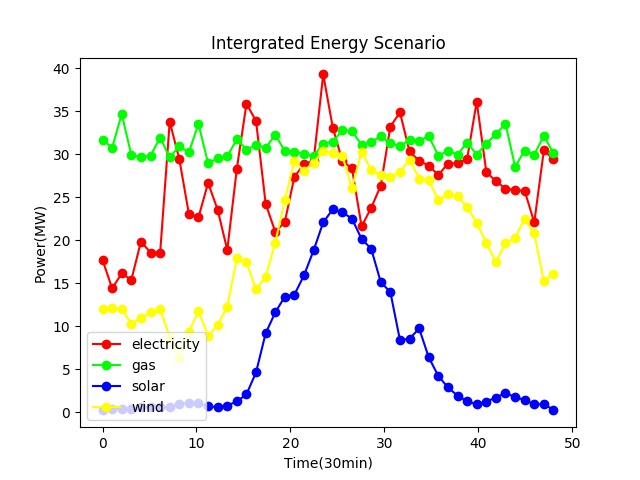 Intergrated Energy Scenario
Power(MW)
40
35
30
25
20
15
10
5
0
electricity
gas
solar
wind
0 10 20 30 40 50
Time(30min)